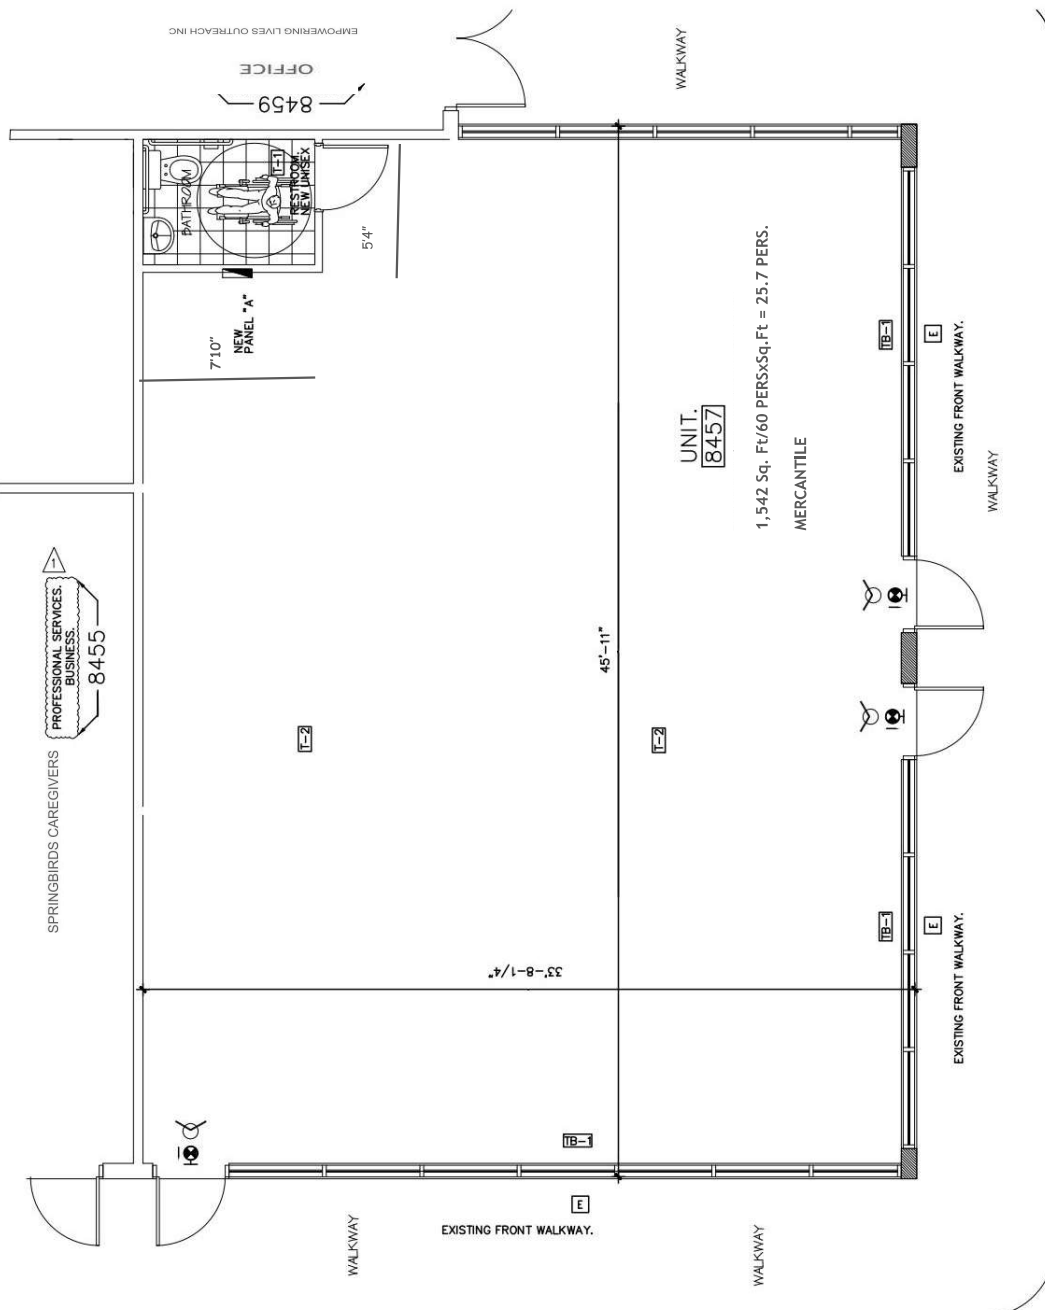 EMPOWERING LIVES OUTREACH INC
OFFICE
8459
WALKWAY
BATHROOM
T-1
RESTROOM.
NEW UNISEX
5'4"
7'10"
NEW
PANEL "A"
UNIT.
8457
1,542 Sq. Ft/60 PERSxSq.Ft = 25.7 PERS.
MERCANTILE
TB-1
E
EXISTING FRONT WALKWAY.
WALKWAY
1
PROFESSIONAL SERVICES.
BUSINESS.
8455
SPRINGBIRDS CAREGIVERS
T-2
45'-11"
T-2
33'-8-1/4"
TB-1
E
EXISTING FRONT WALKWAY.
TB-1
E
EXISTING FRONT WALKWAY.
WALKWAY
WALKWAY